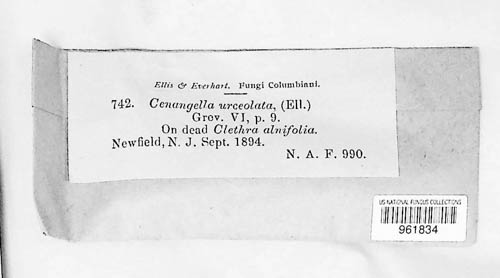 Ellis & Everhart. Fungi Columbiani.
742. Cenangella urceolata, (Ell.)
Grev. VI, p. 9.
On dead Clethra alnifolia.
Newfield, N. J. Sept. 1894.
N. A. F. 990.
US NATIONAL FUNGUS COLLECTIONS
961834